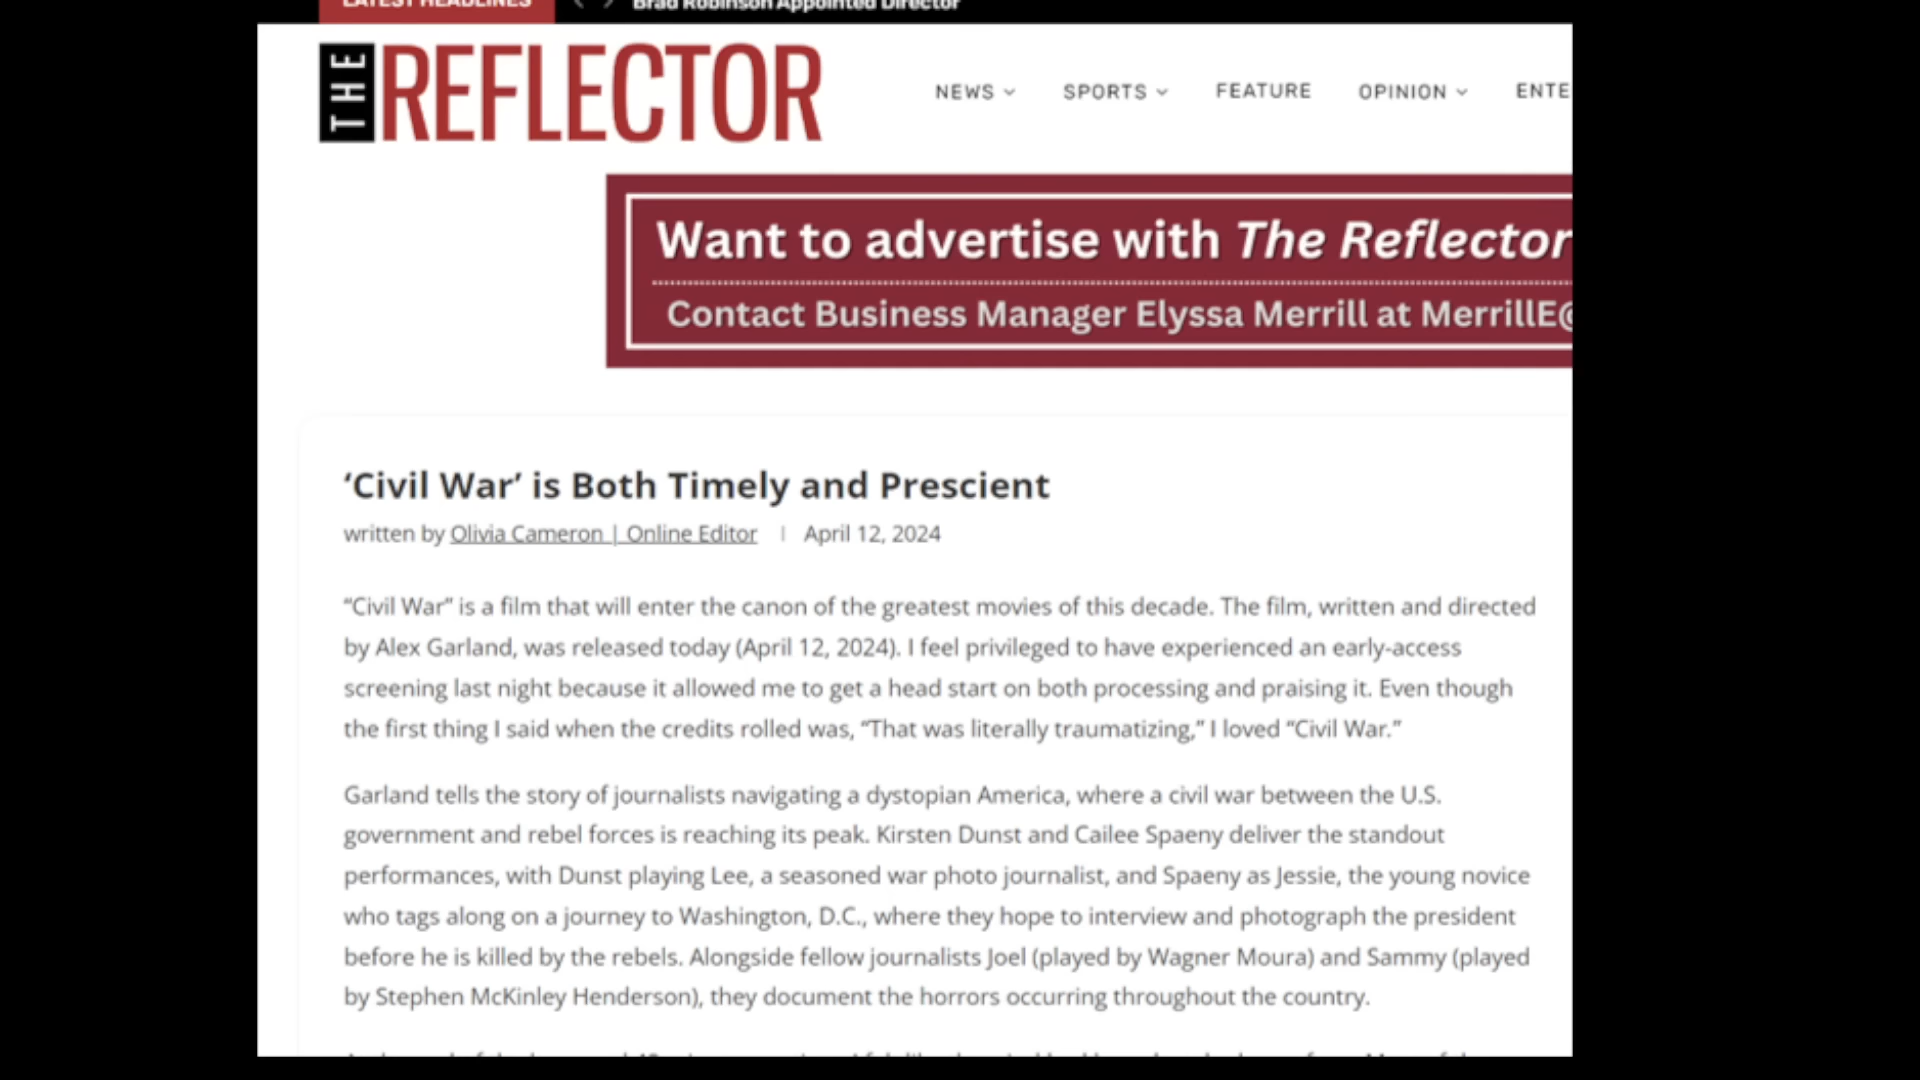 LATEST HEADLINES Brad Robinson Appointed Director
THE REFLECTOR
NEWS SPORTS FEATURE OPINION ENTE
Want to advertise with The Reflector
Contact Business Manager Elyssa Merrill at MerrillE@
‘Civil War’ is Both Timely and Prescient
written by Olivia Cameron | Online Editor | April 12, 2024
“Civil War” is a film that will enter the canon of the greatest movies of this decade. The film, written and directed
by Alex Garland, was released today (April 12, 2024). I feel privileged to have experienced an early-access
screening last night because it allowed me to get a head start on both processing and praising it. Even though
the first thing I said when the credits rolled was, “That was literally traumatizing,” I loved “Civil War.”
Garland tells the story of journalists navigating a dystopian America, where a civil war between the U.S.
government and rebel forces is reaching its peak. Kirsten Dunst and Cailee Spaeny deliver the standout
performances, with Dunst playing Lee, a seasoned war photo journalist, and Spaeny as Jessie, the young novice
who tags along on a journey to Washington, D.C., where they hope to interview and photograph the president
before he is killed by the rebels. Alongside fellow journalists Joel (played by Wagner Moura) and Sammy (played
by Stephen McKinley Henderson), they document the horrors occurring throughout the country.